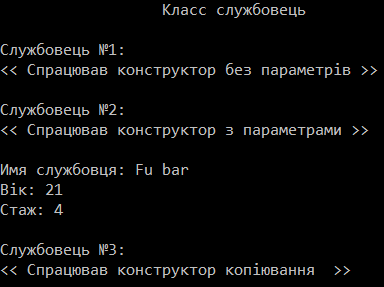 Класс службовець
Службовець №1:
<< Спрацював конструктор без параметрів >>
Службовець №2:
<< Спрацював конструктор з параметрами >>
Имя службовця: Fu bar
Вік: 21
Стаж: 4
Службовець №3:
<< Спрацював конструктор копіювання  >>